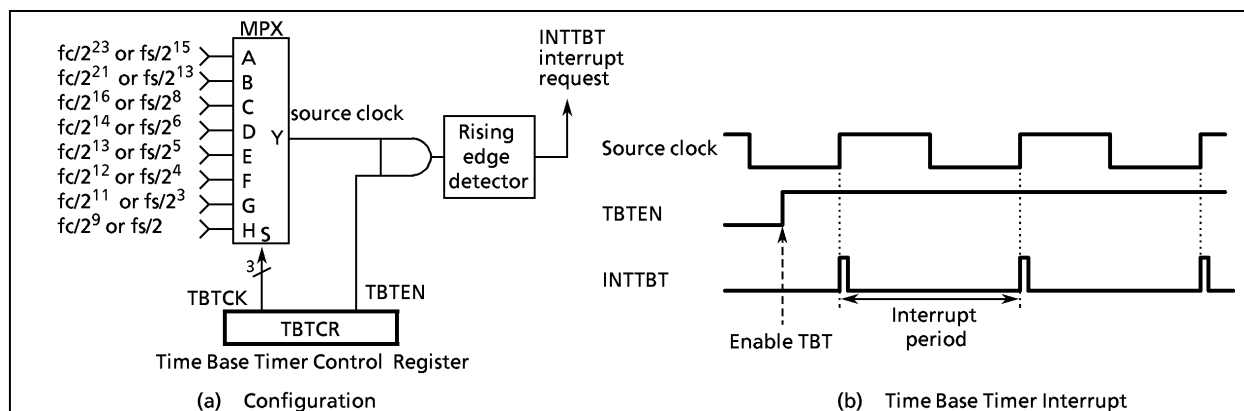 MPX
fc/2^23 or fs/2^15
fc/2^21 or fs/2^13
fc/2^16 or fs/2^8
fc/2^14 or fs/2^6
fc/2^13 or fs/2^5
fc/2^12 or fs/2^4
fc/2^11 or fs/2^3
fc/2^9 or fs/2
A
B
C
D
E
F
G
H
S
Y
source clock
Rising
edge
detector
INTTBT
interrupt
request
3
TBTCK
TBTEN
TBTCR
Time Base Timer Control Register
(a) Configuration
Source clock
TBTEN
INTTBT
Enable TBT
Interrupt
period
(b) Time Base Timer Interrupt